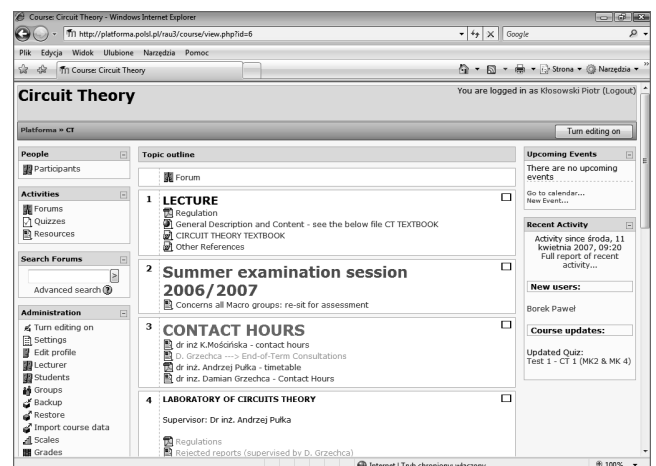 Course: Circuit Theory - Windows Internet Explorer
http://platforma.polsl.pl/rau3/course/view.php?id=6
Google
Plik Edycja Widok Ulubione Narzędzia Pomoc
Course: Circuit Theory
Strona Narzędzia
Circuit Theory
You are logged in as Kłosowski Piotr (Logout)
Platforma » CT
Turn editing on
People
Participants
Activities
Forums
Quizzes
Resources
Search Forums
>
Advanced search ?
Administration
Turn editing on
Settings
Edit profile
Lecturer
Students
Groups
Backup
Restore
Import course data
Scales
Grades
Topic outline
Forum
1 LECTURE
Regulation
General Description and Content - see the below file CT TEXTBOOK
CIRCUIT THEORY TEXTBOOK
Other References
2 Summer examination session
2006/2007
Concerns all Macro groups: re-sit for assessment
3 CONTACT HOURS
dr inż K.Mościńska - contact hours
D. Grzechca ---> End-of-Term Consultations
dr inż. Andrzej Pułka - timetable
dr inz. Damian Grzechca - Contact Hours
4 LABORATORY OF CIRCUITS THEORY
Supervisor: Dr inż. Andrzej Pułka
Regulations
Rejected reports (supervised by D. Grzechca)
Upcoming Events
There are no upcoming
events
Go to calendar...
New Event...
Recent Activity
Activity since środa, 11
kwietnia 2007, 09:20
Full report of recent
activity...
New users:
Borek Paweł
Course updates:
Updated Quiz:
Test 1 - CT 1 (MK2 & MK 4)
Internet | Tryb chroniony: włączony
100%